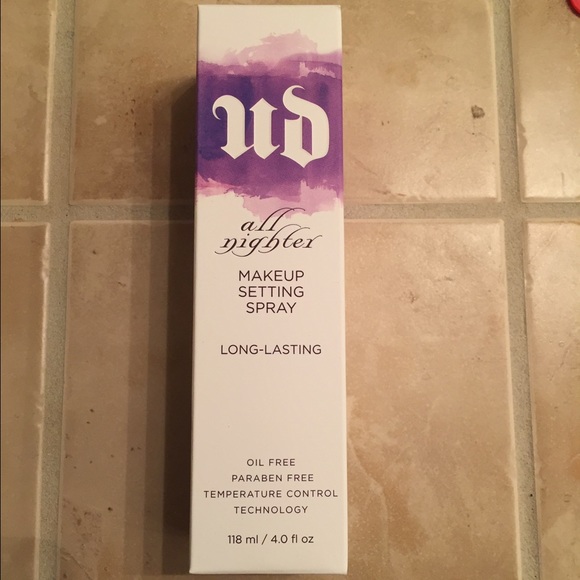 UD
all
nighter
MAKEUP
SETTING
SPRAY
LONG-LASTING
OIL FREE
PARABEN FREE
TEMPERATURE CONTROL
TECHNOLOGY
118 ml / 4.0 fl oz